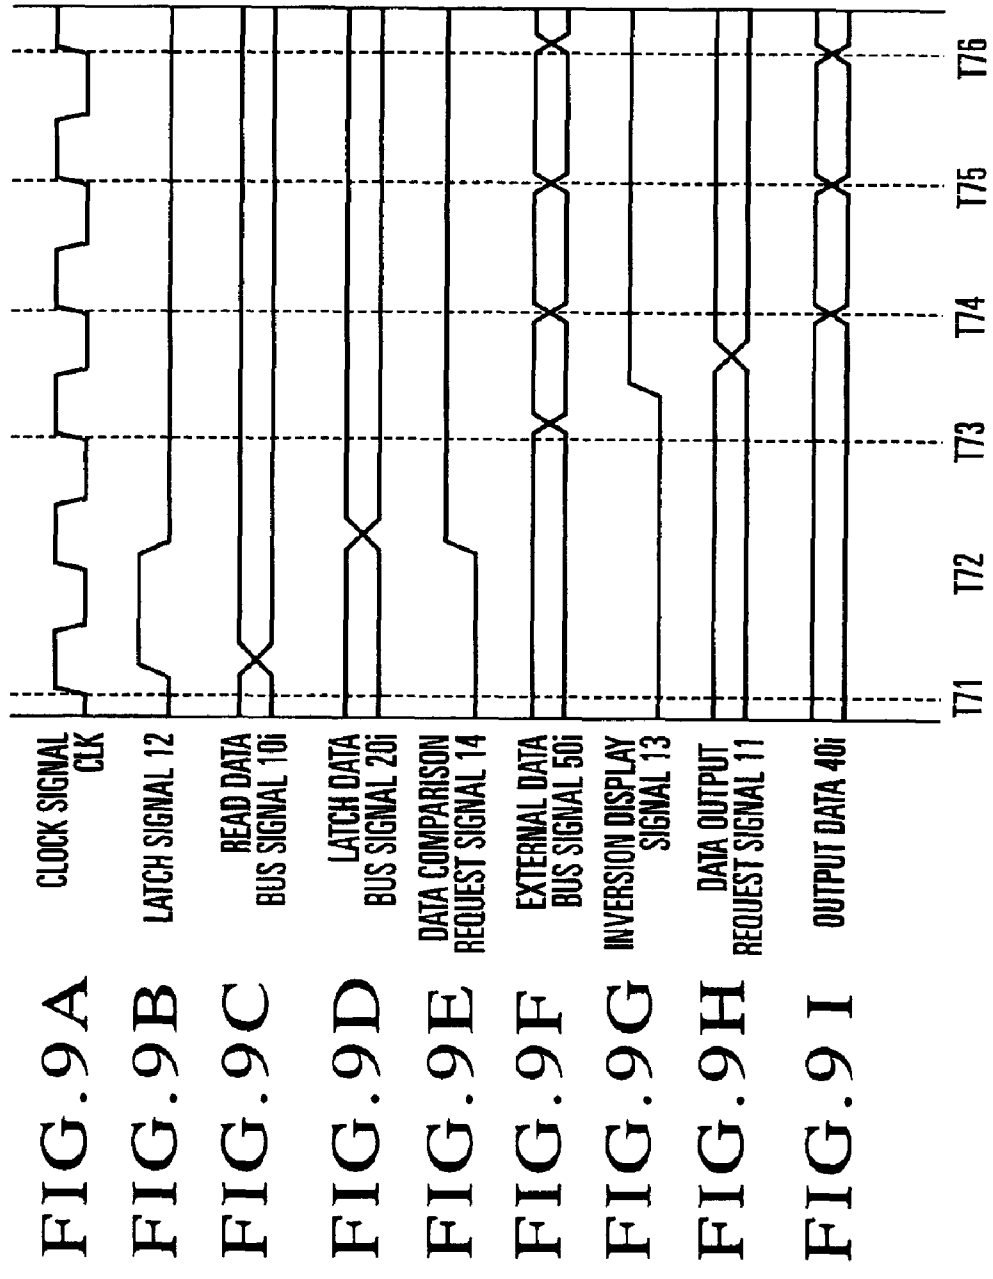 FIG.9A
CLOCK SIGNAL
CLK
FIG.9B
LATCH SIGNAL 12
FIG.9C
READ DATA
BUS SIGNAL 10i
FIG.9D
LATCH DATA
BUS SIGNAL 20i
FIG.9E
DATA COMPARISON
REQUEST SIGNAL 14
FIG.9F
EXTERNAL DATA
BUS SIGNAL 50i
FIG.9G
INVERSION DISPLAY
SIGNAL 13
FIG.9H
DATA OUTPUT
REQUEST SIGNAL 11
FIG.9 I
OUTPUT DATA 40i
T71 T72 T73 T74 T75 T76